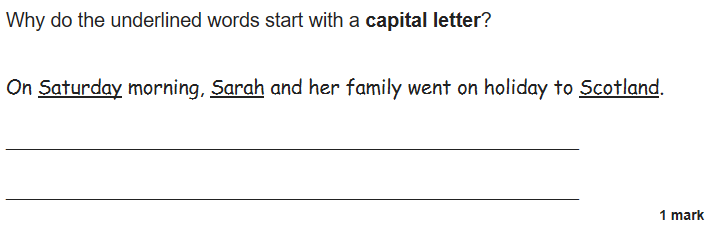 Why do the underlined words start with a capital letter?
On Saturday morning, Sarah and her family went on holiday to Scotland.
1 mark